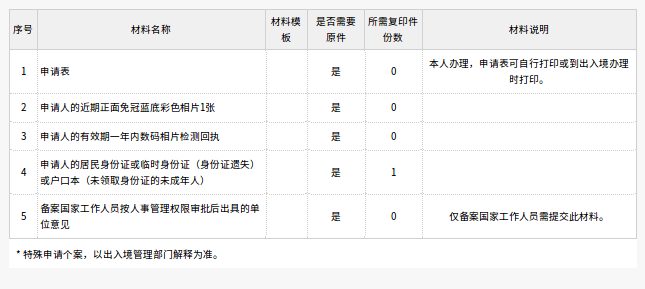 序号 材料名称 材料模板 是否需要原件 所需复印件份数 材料说明
1 申请表 是 0 本人办理，申请表可自行打印或到出入境办理时打印。
2 申请人的近期正面免冠蓝底彩色相片1张 是 0
3 申请人的有效期一年内数码相片检测回执 是 0
4 申请人的居民身份证或临时身份证（身份证遗失）或户口本（未领取身份证的未成年人） 是 1
5 备案国家工作人员按人事管理权限审批后出具的单位意见 是 0 仅备案国家工作人员需提交此材料。
* 特殊申请个案，以出入境管理部门解释为准。